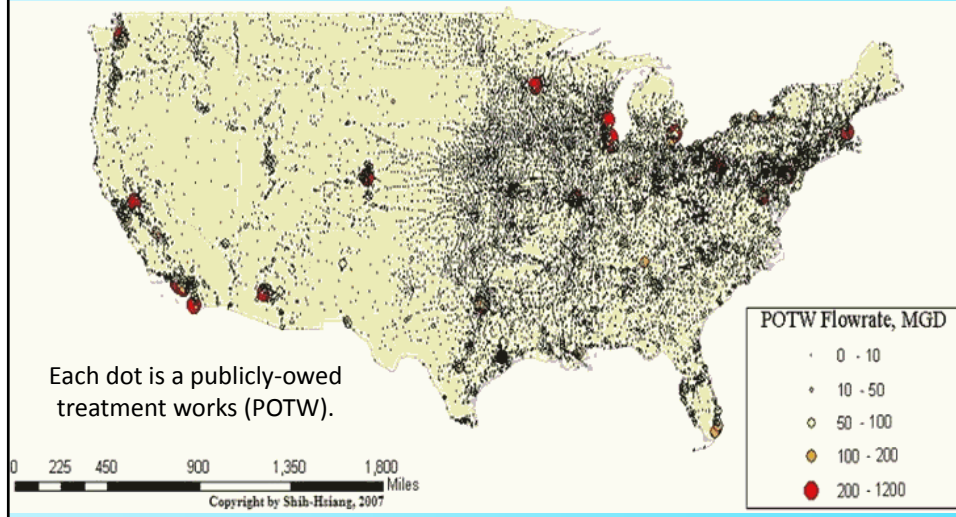 Each dot is a publicly-owed
treatment works (POTW).
0 225 450 900 1,350 1,800
Miles
Copyright by Shih-Hsiang, 2007
POTW Flowrate, MGD
0 - 10
10 - 50
50 - 100
100 - 200
200 - 1200